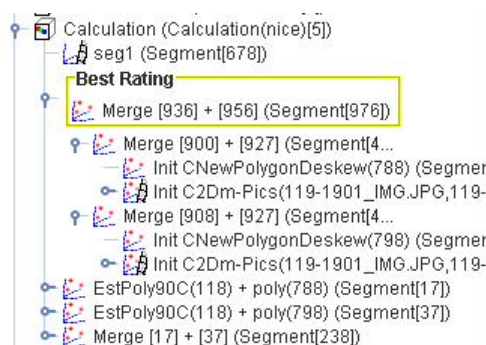 Calculation (Calculation(nice)[5])
seg1 (Segment[678])
Best Rating
Merge [936] + [956] (Segment[976])
Merge [900] + [927] (Segment[4...
Init CNewPolygonDeskew(788) (Segmer
Init C2Dm-Pics(119-1901_IMG.JPG,119-
Merge [908] + [927] (Segment[4...
Init CNewPolygonDeskew(798) (Segmer
Init C2Dm-Pics(119-1901_IMG.JPG,119-
EstPoly90C(118) + poly(788) (Segment[17])
EstPoly90C(118) + poly(798) (Segment[37])
Merge [17] + [37] (Segment[238])